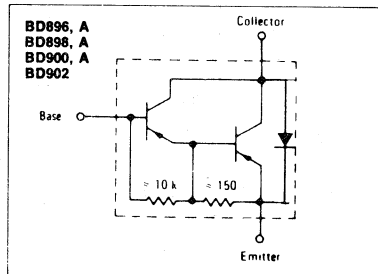 BD896, A
BD898, A
BD900, A
BD902
Collector
Base
≈ 10 k
≈ 150
Emitter